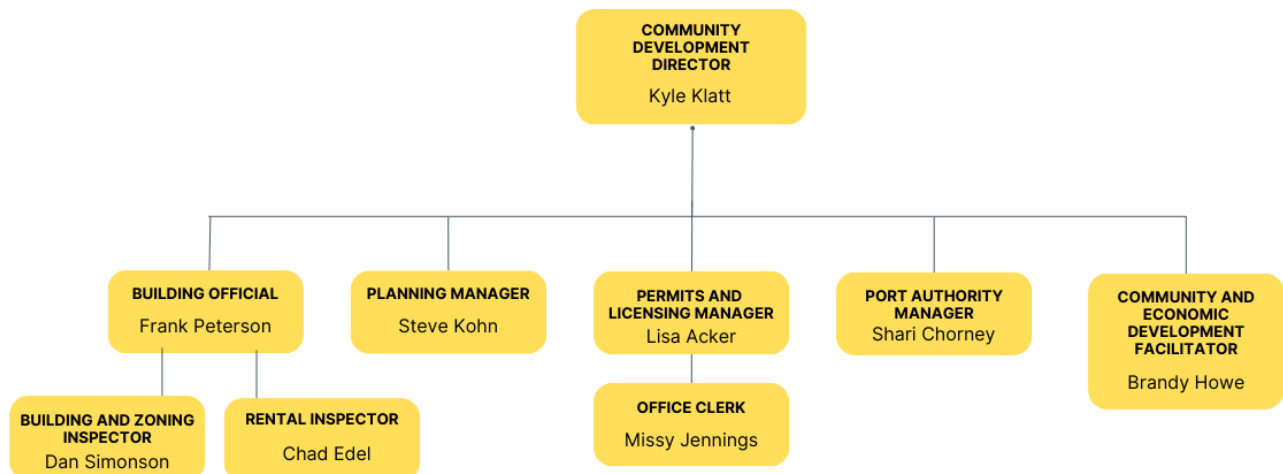 COMMUNITY
DEVELOPMENT
DIRECTOR
Kyle Klatt
BUILDING OFFICIAL
Frank Peterson
PLANNING MANAGER
Steve Kohn
PERMITS AND
LICENSING MANAGER
Lisa Acker
PORT AUTHORITY
MANAGER
Shari Chorney
COMMUNITY AND
ECONOMIC
DEVELOPMENT
FACILITATOR
Brandy Howe
BUILDING AND ZONING
INSPECTOR
Dan Simonson
RENTAL INSPECTOR
Chad Edel
OFFICE CLERK
Missy Jennings